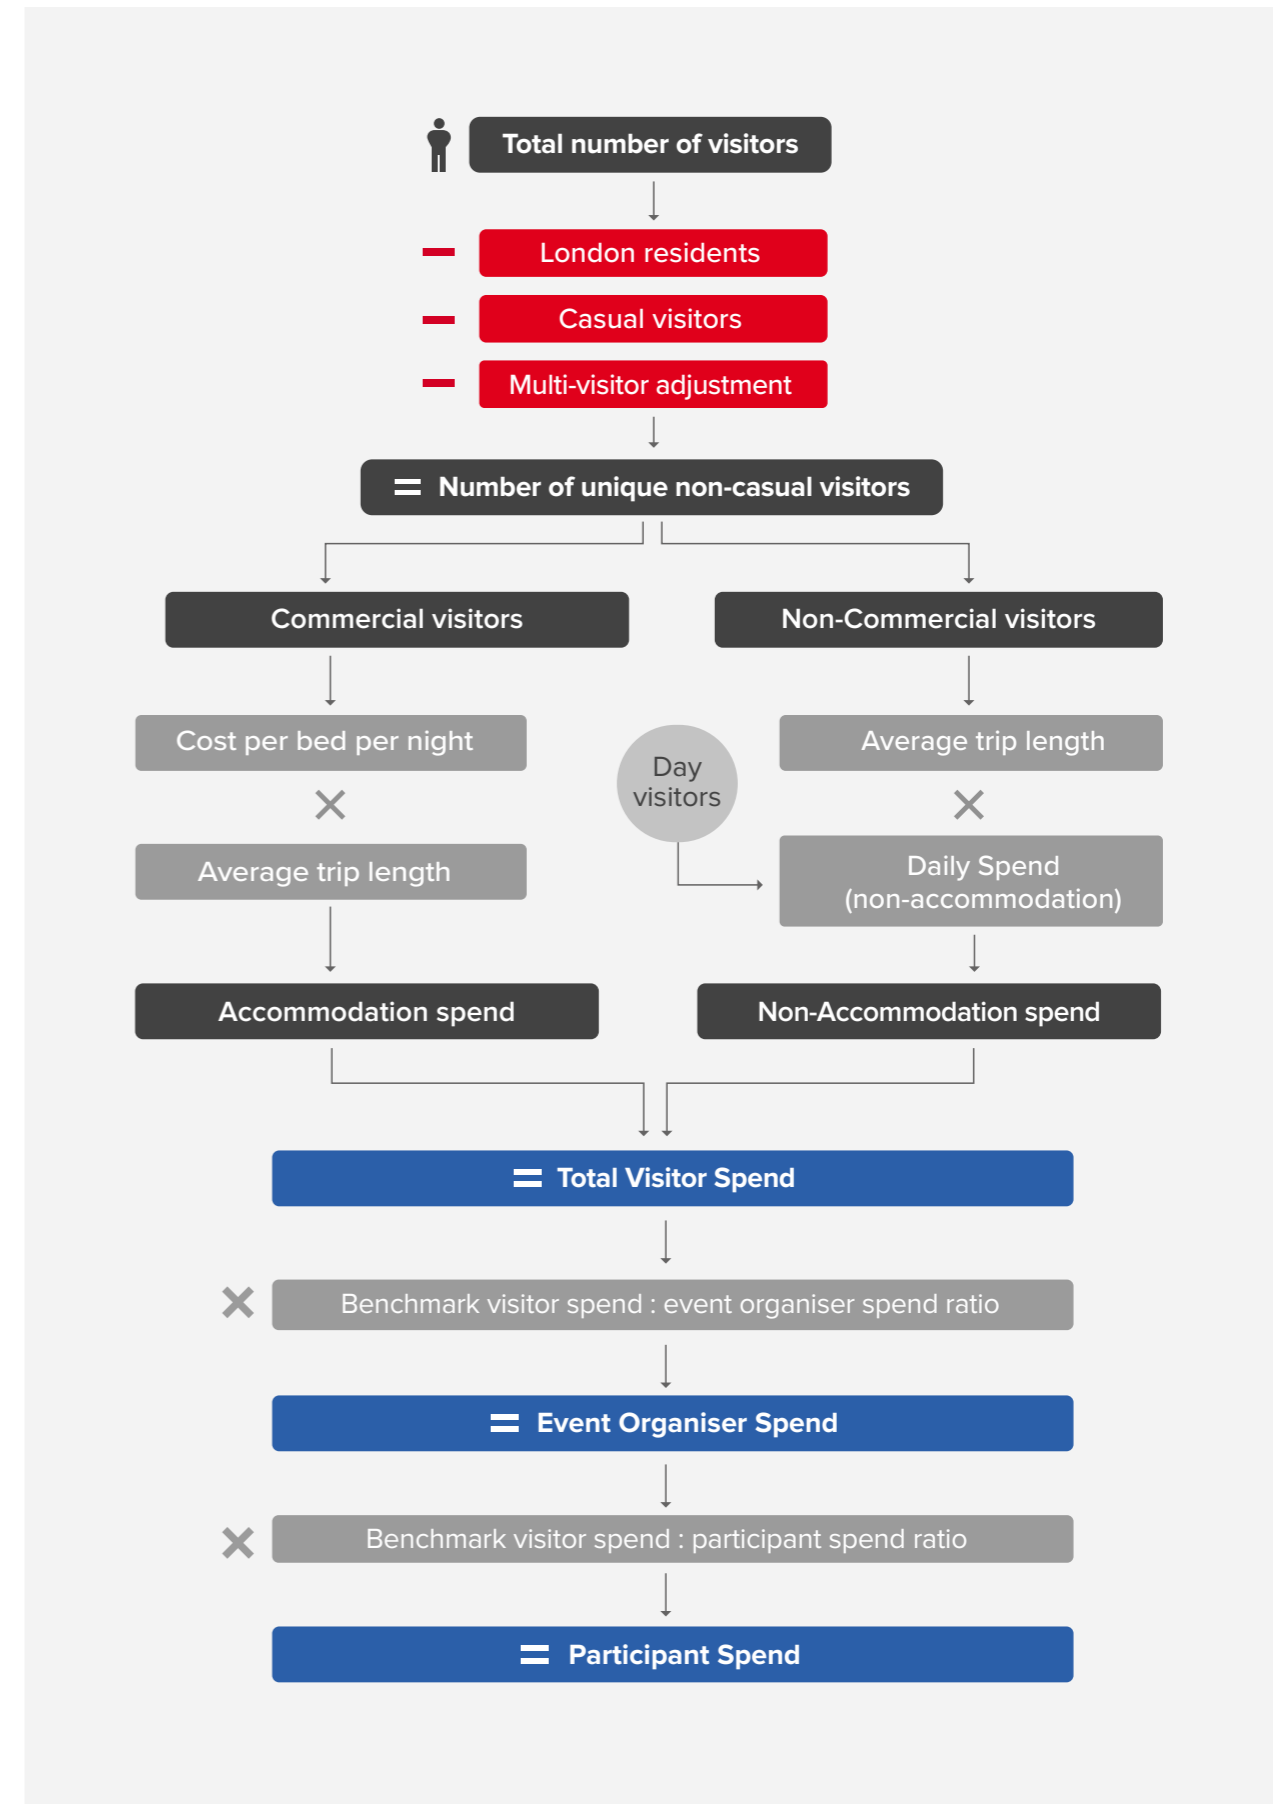 Total number of visitors
London residents
Casual visitors
Multi-visitor adjustment
= Number of unique non-casual visitors
Commercial visitors
Non-Commercial visitors
Cost per bed per night
Average trip length
Day
visitors
Average trip length
Daily Spend
(non-accommodation)
Accommodation spend
Non-Accommodation spend
= Total Visitor Spend
Benchmark visitor spend : event organiser spend ratio
= Event Organiser Spend
Benchmark visitor spend : participant spend ratio
= Participant Spend